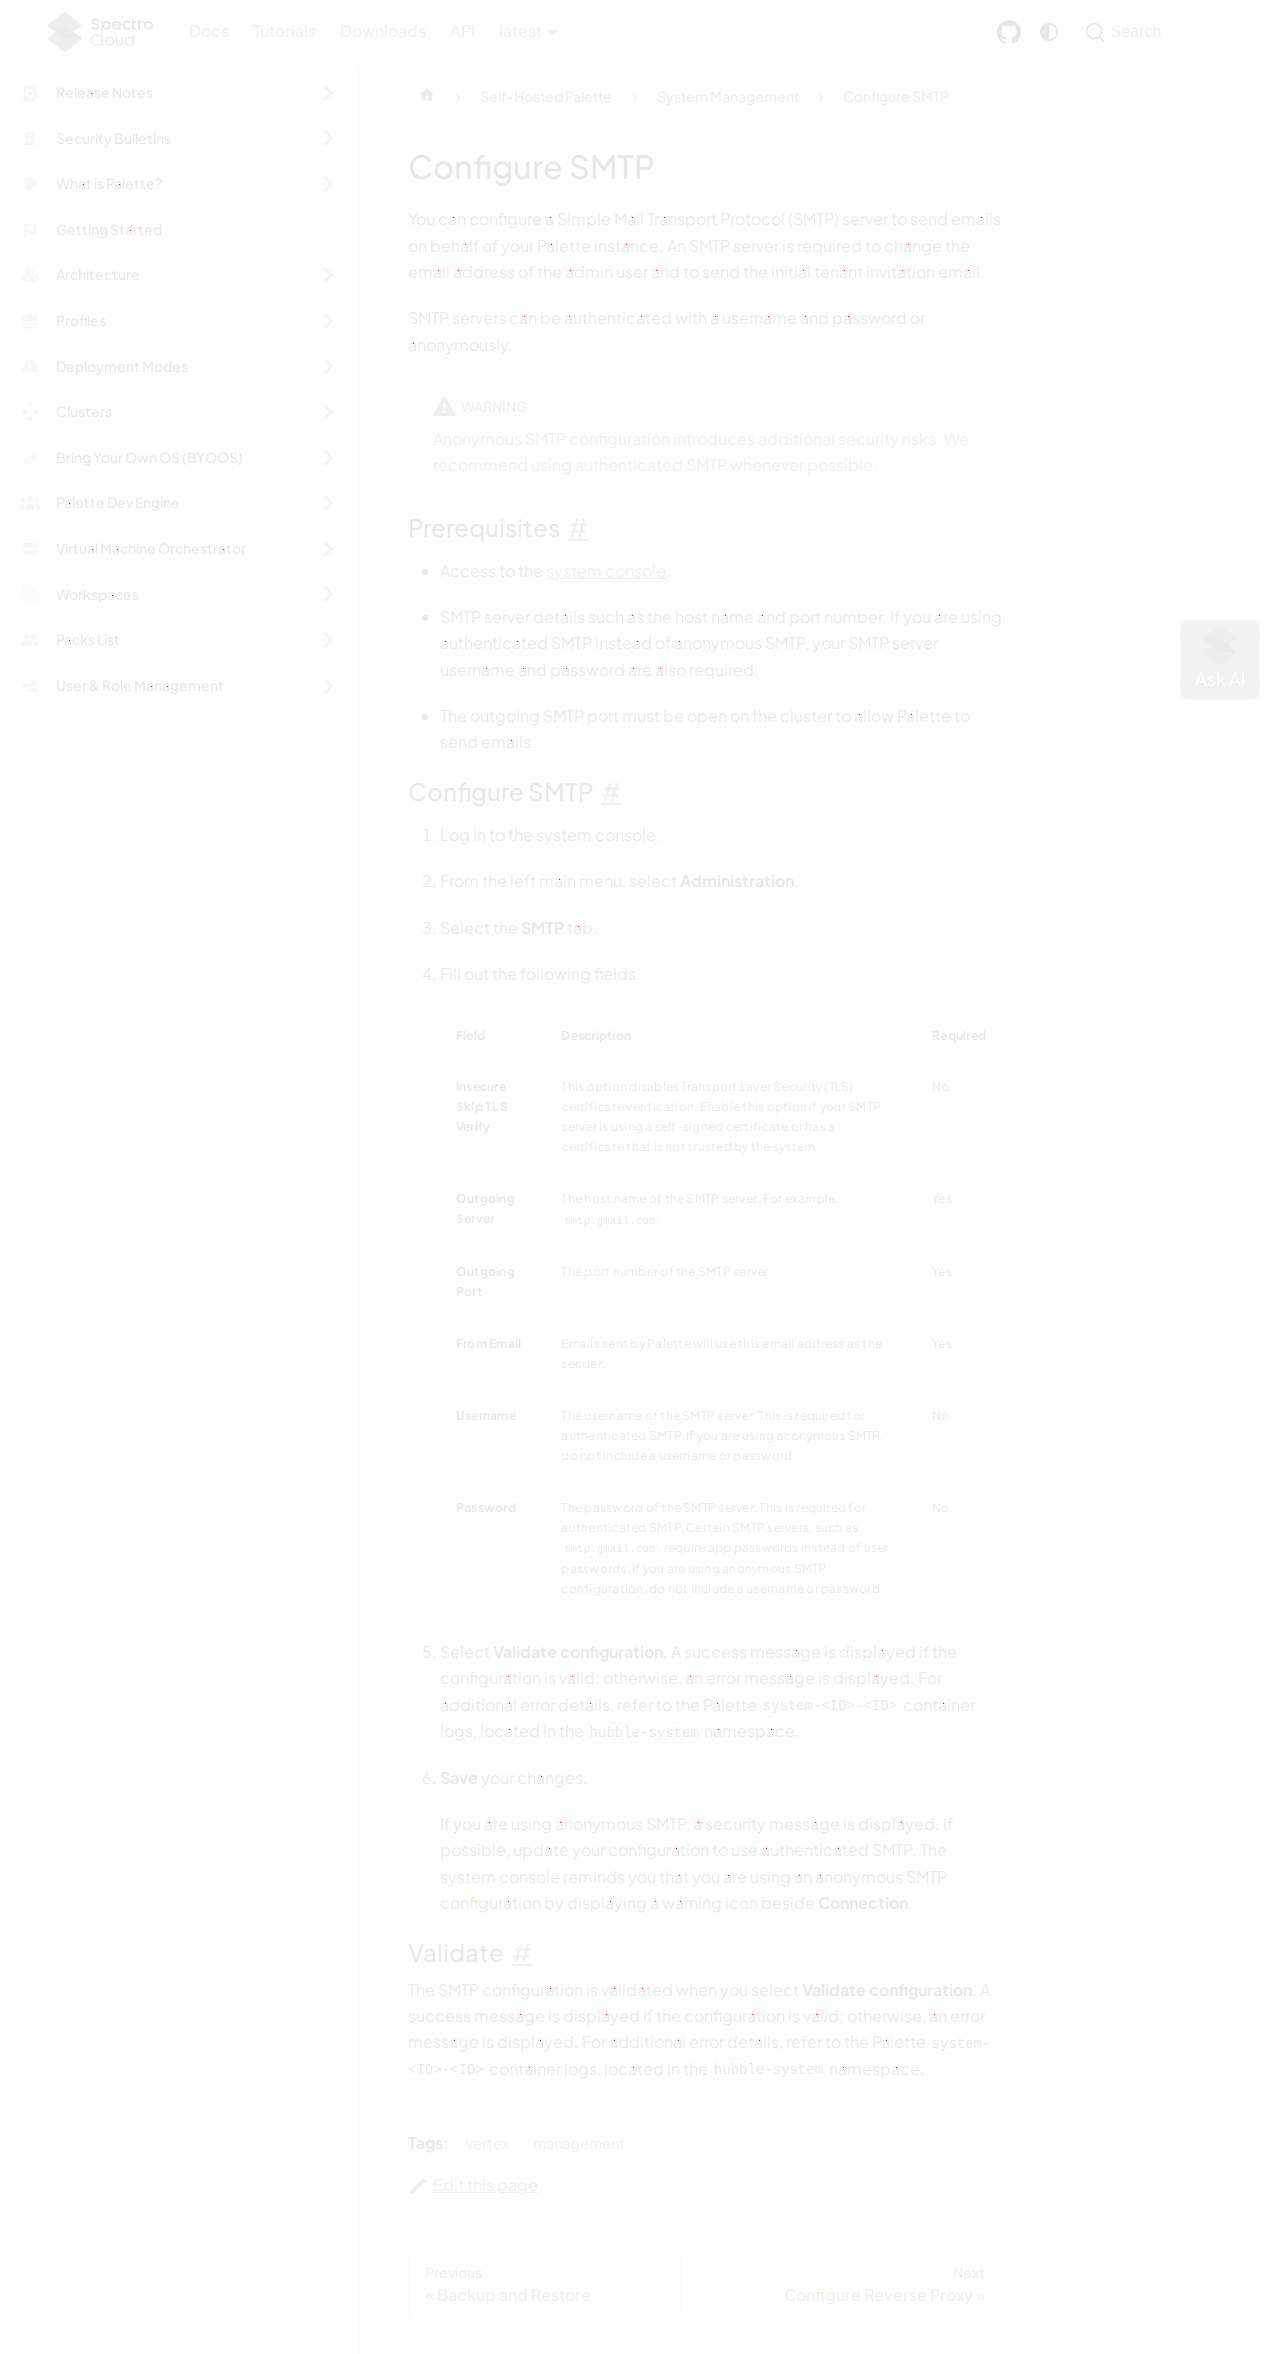 Spectro Cloud
Docs
Tutorials
Downloads
API
latest
Search
Release Notes
Security Bulletins
What is Palette?
Getting Started
Architecture
Profiles
Deployment Modes
Clusters
Bring Your Own OS (BYOOS)
Palette Dev Engine
Virtual Machine Orchestrator
Workspaces
Packs List
User & Role Management
Self-Hosted Palette
System Management
Configure SMTP
Configure SMTP
You can configure a Simple Mail Transport Protocol (SMTP) server to send emails
on behalf of your Palette instance. An SMTP server is required to change the
email address of the admin user and to send the initial tenant invitation email.
SMTP servers can be authenticated with a username and password or
anonymously.
WARNING
Anonymous SMTP configuration introduces additional security risks. We
recommend using authenticated SMTP whenever possible.
Prerequisites #
Access to the system console.
SMTP server details such as the host name and port number. If you are using
authenticated SMTP instead of anonymous SMTP, your SMTP server
username and password are also required.
The outgoing SMTP port must be open on the cluster to allow Palette to
send emails.
Configure SMTP #
1. Log in to the system console.
2. From the left main menu, select Administration.
3. Select the SMTP tab.
4. Fill out the following fields.
Field Description Required
Insecure Skip TLS Verify
This option disables Transport Layer Security (TLS)
certificate verification. Enable this option if your SMTP
server is using a self-signed certificate or has a
certificate that is not trusted by the system.
No
Outgoing Server
The host name of the SMTP server. For example,
smtp.gmail.com.
Yes
Outgoing Port
The port number of the SMTP server.
Yes
From Email
Emails sent by Palette will use this email address as the
sender.
Yes
Username
The username of the SMTP server. This is required for
authenticated SMTP. If you are using anonymous SMTP,
do not include a username or password.
No
Password
The password of the SMTP server. This is required for
authenticated SMTP. Certain SMTP servers, such as
smtp.gmail.com, require app passwords instead of user
passwords. If you are using anonymous SMTP
configuration, do not include a username or password.
No
5. Select Validate configuration. A success message is displayed if the
configuration is valid; otherwise, an error message is displayed. For
additional error details, refer to the Palette system-<ID>-<ID> container
logs, located in the hubble-system namespace.
6. Save your changes.
If you are using anonymous SMTP, a security message is displayed. If
possible, update your configuration to use authenticated SMTP. The
system console reminds you that you are using an anonymous SMTP
configuration by displaying a warning icon beside Connection.
Validate #
The SMTP configuration is validated when you select Validate configuration. A
success message is displayed if the configuration is valid; otherwise, an error
message is displayed. For additional error details, refer to the Palette system-
<ID>-<ID> container logs, located in the hubble-system namespace.
Tags: vertex management
Edit this page
Previous
« Backup and Restore
Next
Configure Reverse Proxy »
Ask AI